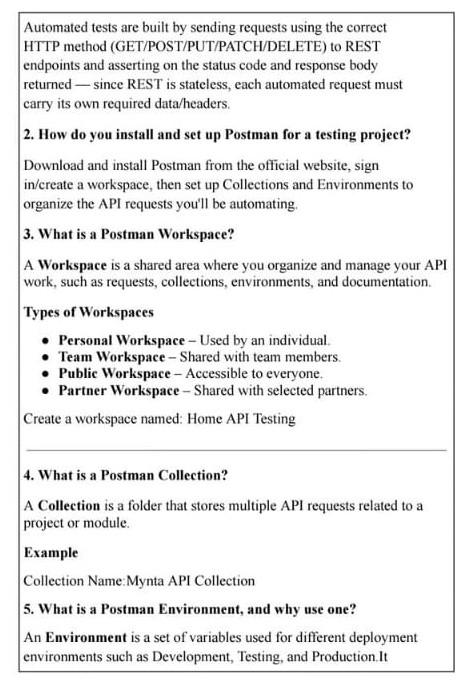 Automated tests are built by sending requests using the correct
HTTP method (GET/POST/PUT/PATCH/DELETE) to REST
endpoints and asserting on the status code and response body
returned — since REST is stateless, each automated request must
carry its own required data/headers.
2. How do you install and set up Postman for a testing project?
Download and install Postman from the official website, sign
in/create a workspace, then set up Collections and Environments to
organize the API requests you'll be automating.
3. What is a Postman Workspace?
A Workspace is a shared area where you organize and manage your API
work, such as requests, collections, environments, and documentation.
Types of Workspaces
• Personal Workspace – Used by an individual.
• Team Workspace – Shared with team members.
• Public Workspace – Accessible to everyone.
• Partner Workspace – Shared with selected partners.
Create a workspace named: Home API Testing
4. What is a Postman Collection?
A Collection is a folder that stores multiple API requests related to a
project or module.
Example
Collection Name:Mynta API Collection
5. What is a Postman Environment, and why use one?
An Environment is a set of variables used for different deployment
environments such as Development, Testing, and Production.It